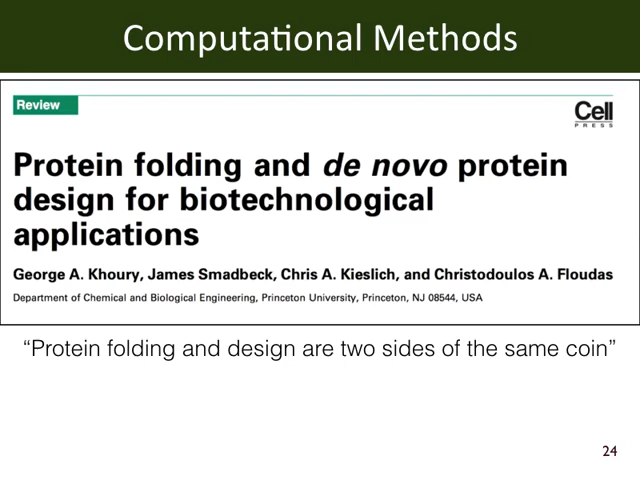 Computational Methods
Review
Cell
PRESS
Protein folding and de novo protein
design for biotechnological
applications
George A. Khoury, James Smadbeck, Chris A. Kieslich, and Christodoulos A. Floudas
Department of Chemical and Biological Engineering, Princeton University, Princeton, NJ 08544, USA
“Protein folding and design are two sides of the same coin”
24